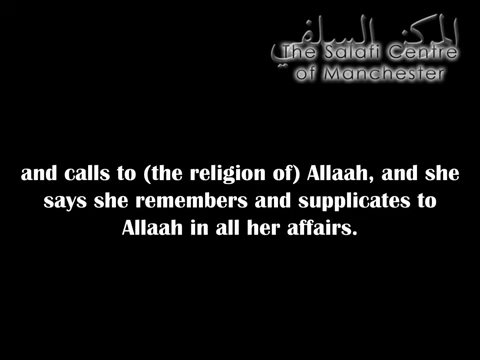 المركز السلفي
The Salafi Centre
of Manchester
and calls to (the religion of) Allaah, and she
says she remembers and supplicates to
Allaah in all her affairs.